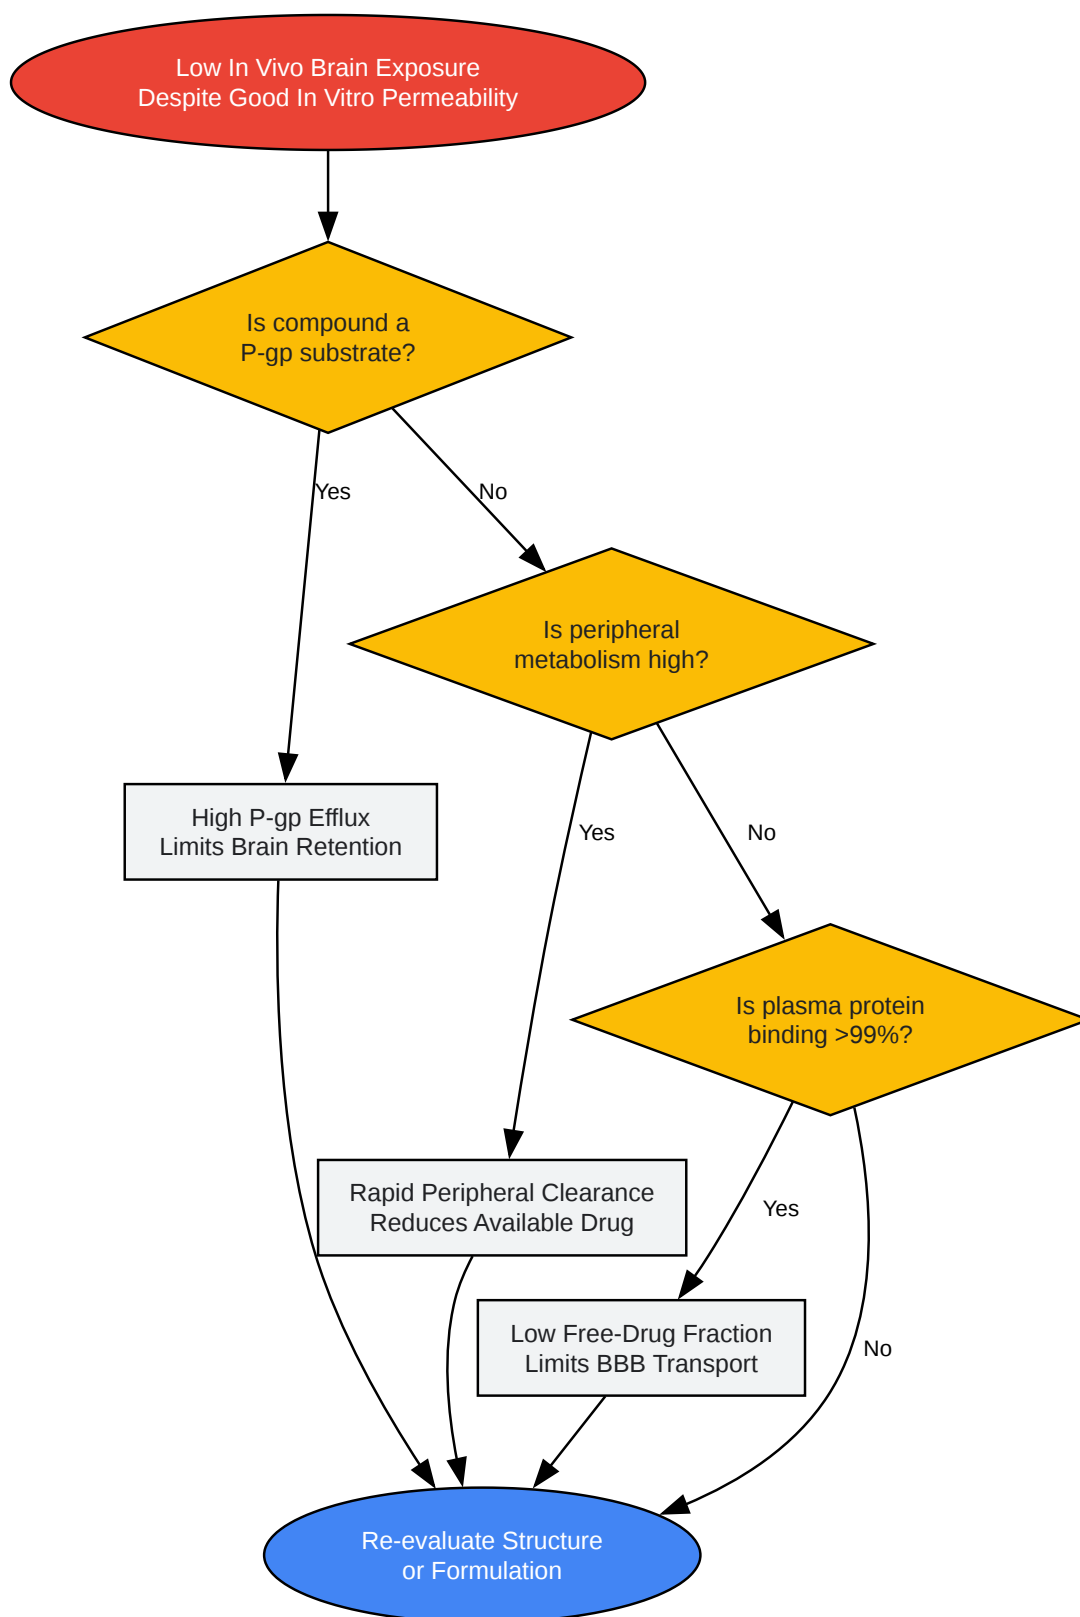 Low In Vivo Brain Exposure
Despite Good In Vitro Permeability
Is compound a
P-gp substrate?
Yes
No
Is peripheral
metabolism high?
High P-gp Efflux
Limits Brain Retention
Yes
No
Is plasma protein
binding >99%?
Rapid Peripheral Clearance
Reduces Available Drug
Yes
Low Free-Drug Fraction
Limits BBB Transport
No
Re-evaluate Structure
or Formulation